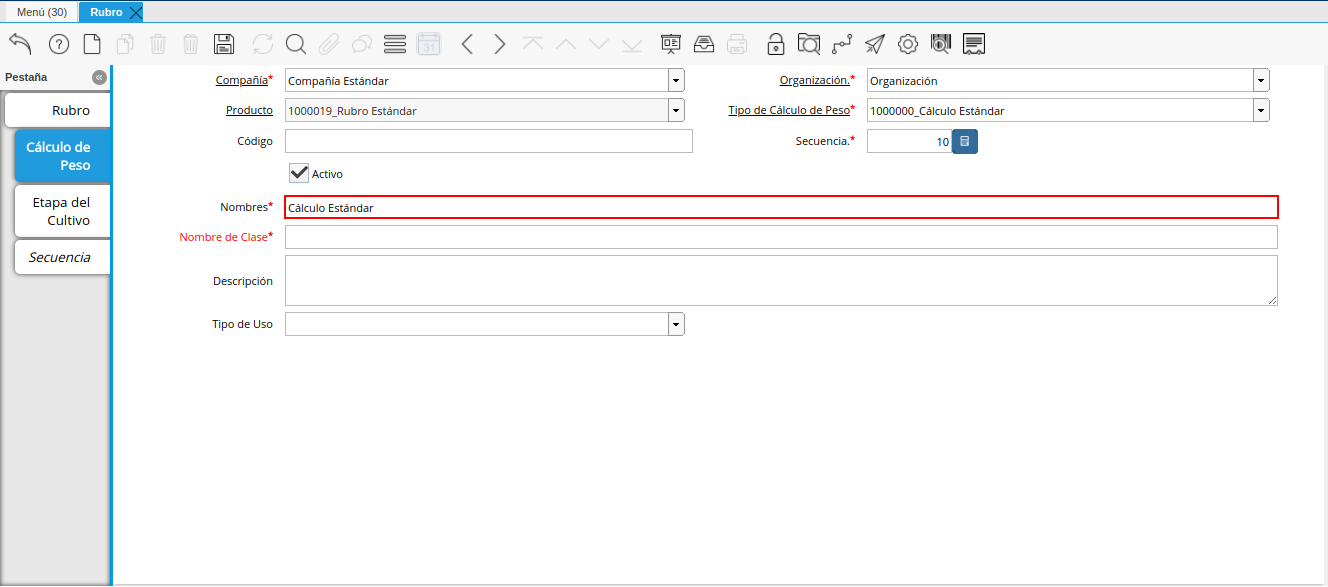 Menú (30)
Rubro
31
Pestaña
Rubro
Cálculo de
Peso
Etapa del
Cultivo
Secuencia
Compañía* Compañía Estándar
Organización.* Organización
Producto 1000019_Rubro Estándar
Tipo de Cálculo de Peso* 1000000_Cálculo Estándar
Código
Secuencia.* 10
Activo
Nombres* Cálculo Estándar
Nombre de Clase*
Descripción
Tipo de Uso